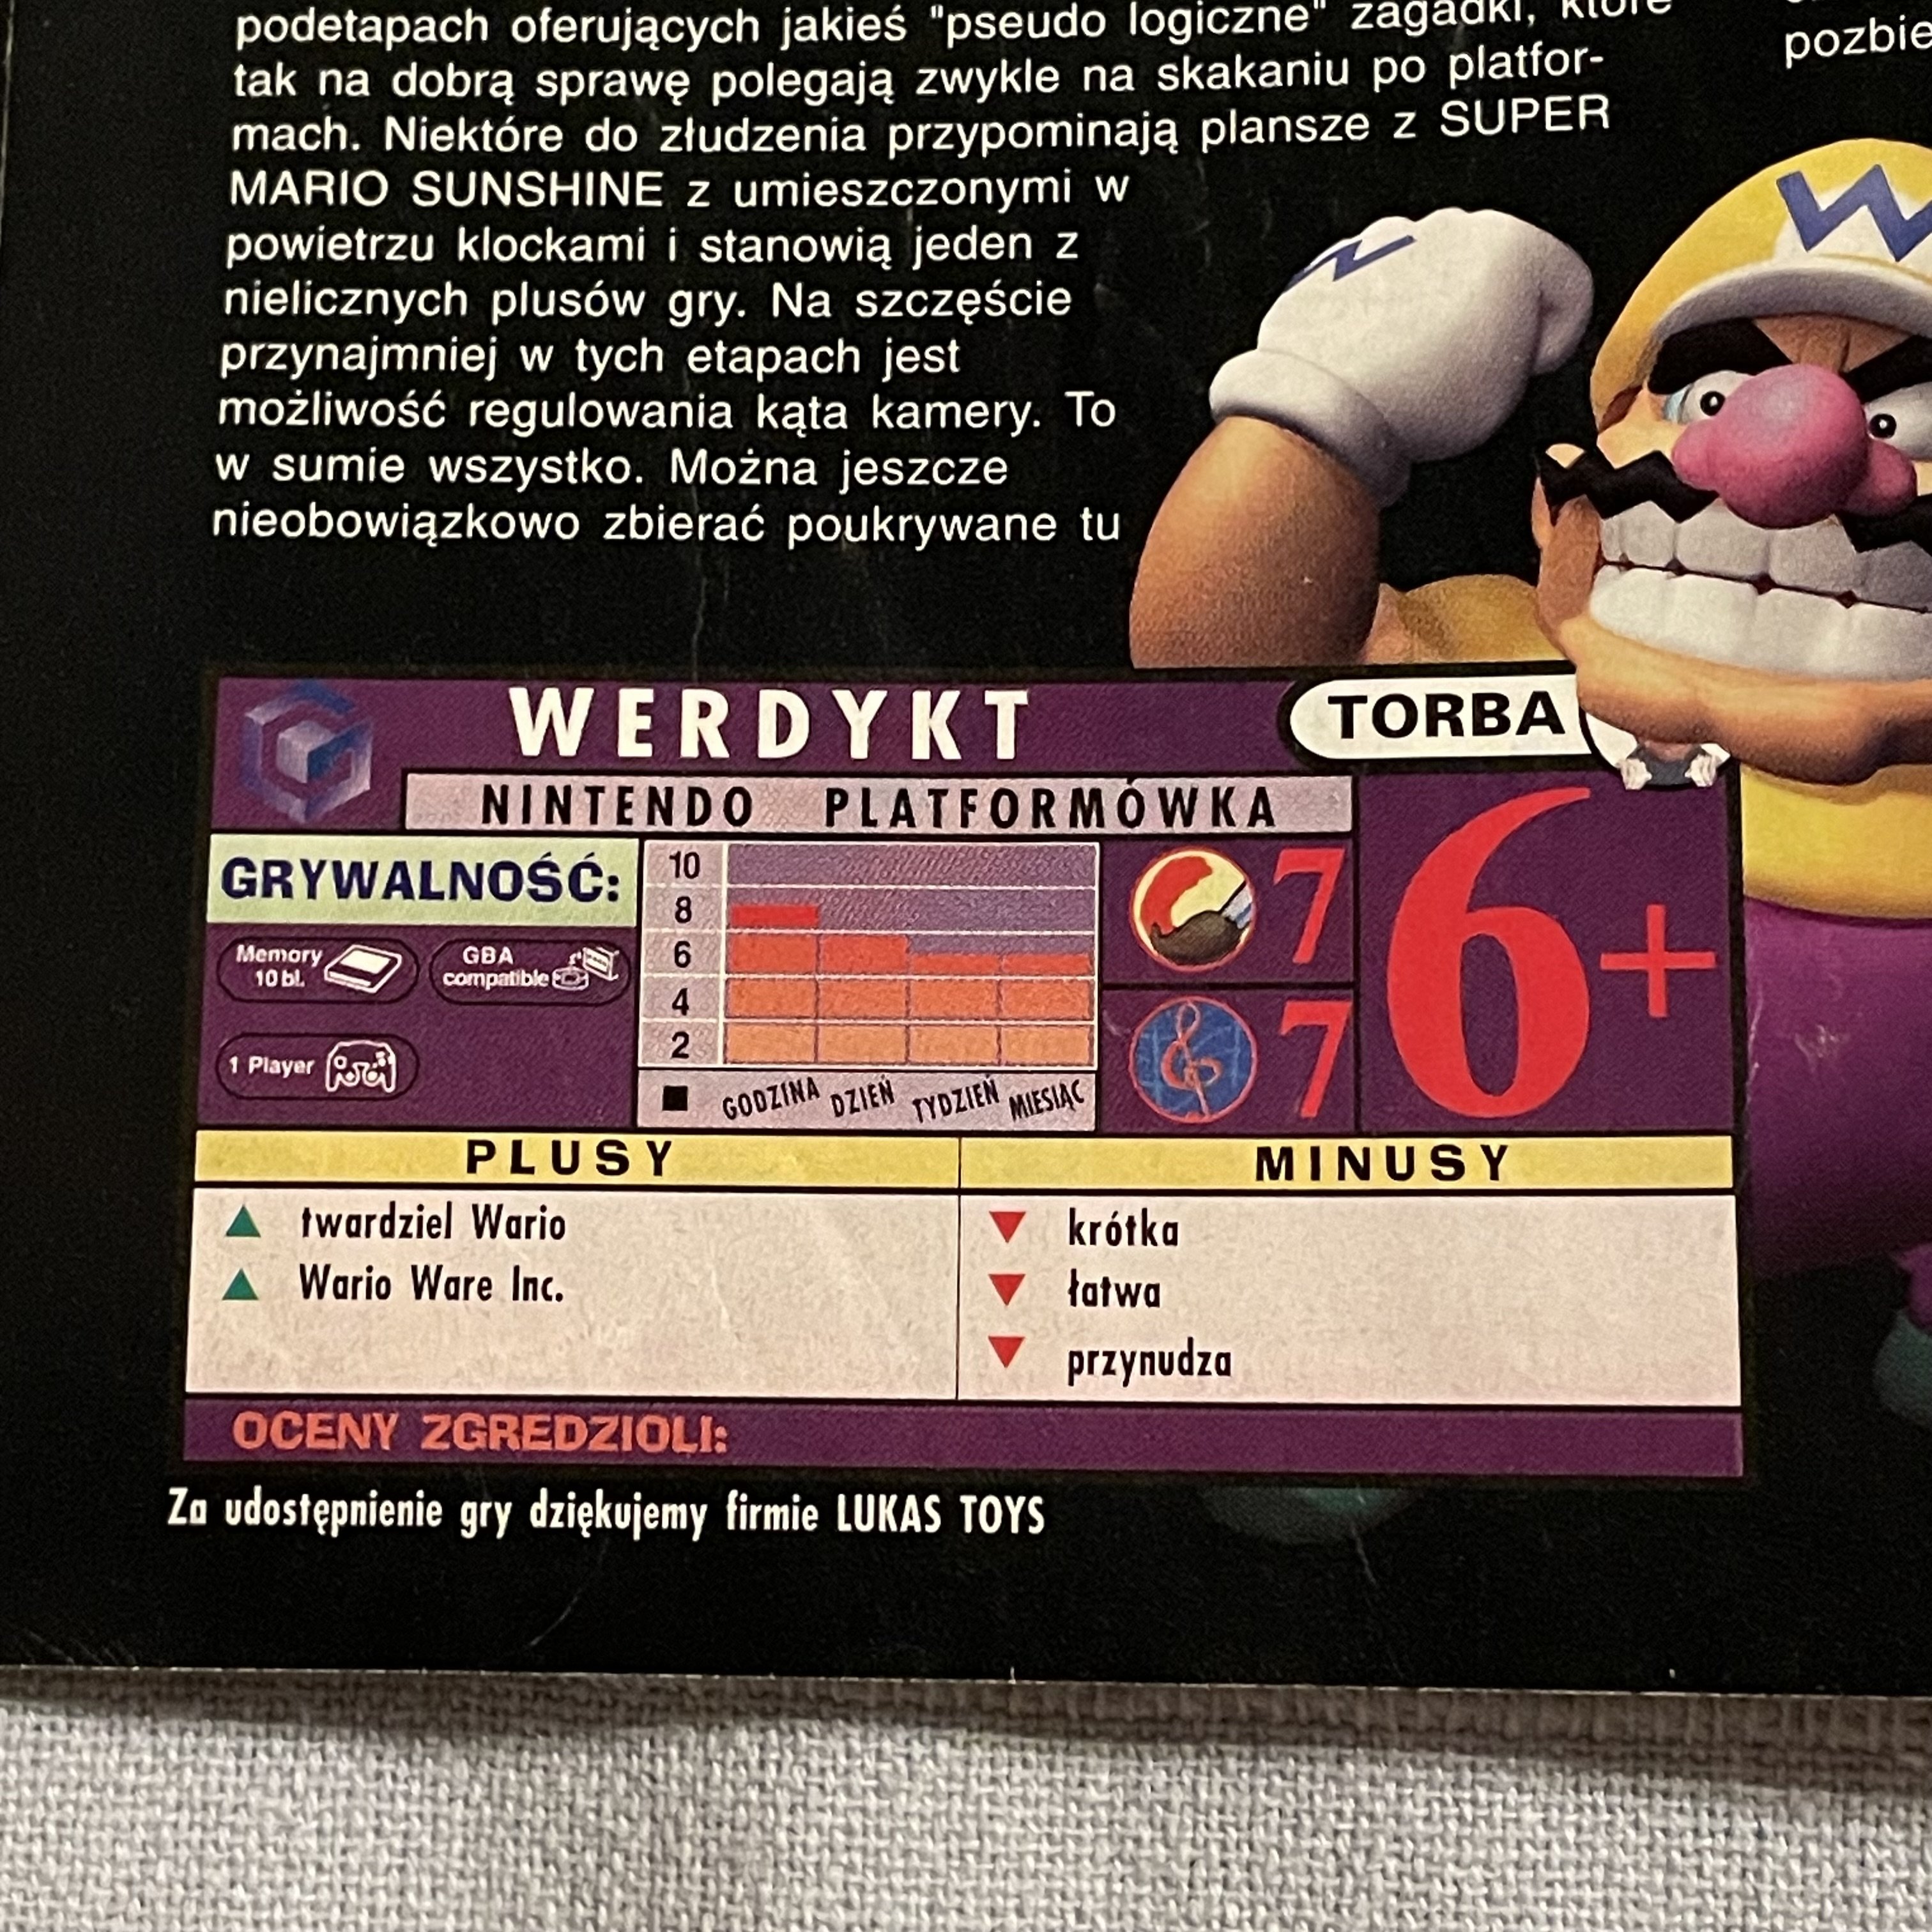 podetapach oferujących jakieś "pseudo logiczne" zagadki, które
tak na dobrą sprawę polegają zwykle na skakaniu po platfor-
mach. Niektóre do złudzenia przypominają plansze z SUPER
MARIO SUNSHINE z umieszczonymi w
powietrzu klockami i stanowią jeden z
nielicznych plusów gry. Na szczęście
przynajmniej w tych etapach jest
możliwość regulowania kąta kamery. To
w sumie wszystko. Można jeszcze
nieobowiązkowo zbierać poukrywane tu
pozbie
W
W
WERDYKT
TORBA
NINTENDO PLATFORMÓWKA
GRYWALNOŚĆ:
Memory
10 bl.
GBA
compatible
1 Player
10
8
6
4
2
GODZINA DZIEŃ TYDZIEŃ MIESIĄC
7
7
6+
PLUSY
twardziel Wario
Wario Ware Inc.
MINUSY
krótka
łatwa
przynudza
OCENY ZGREDZIOLI:
Za udostępnienie gry dziękujemy firmie LUKAS TOYS